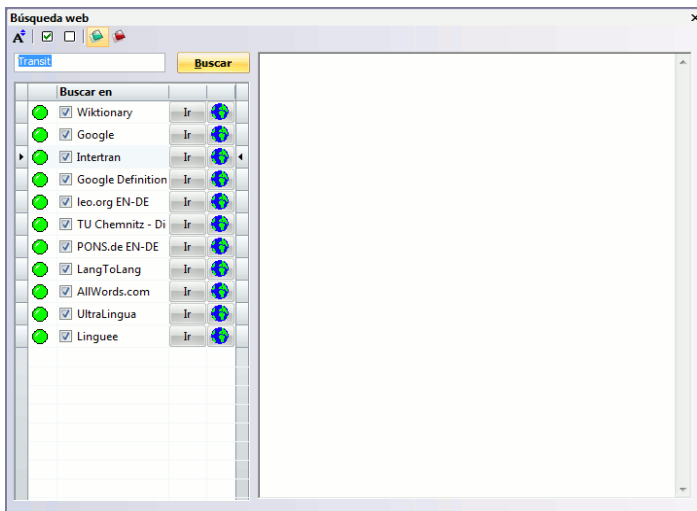 Búsqueda web
A
Transit
Buscar
Buscar en
Wiktionary Ir
Google Ir
Intertran Ir
Google Definition Ir
leo.org EN-DE Ir
TU Chemnitz - Di Ir
PONS.de EN-DE Ir
LangToLang Ir
AllWords.com Ir
UltraLingua Ir
Linguee Ir